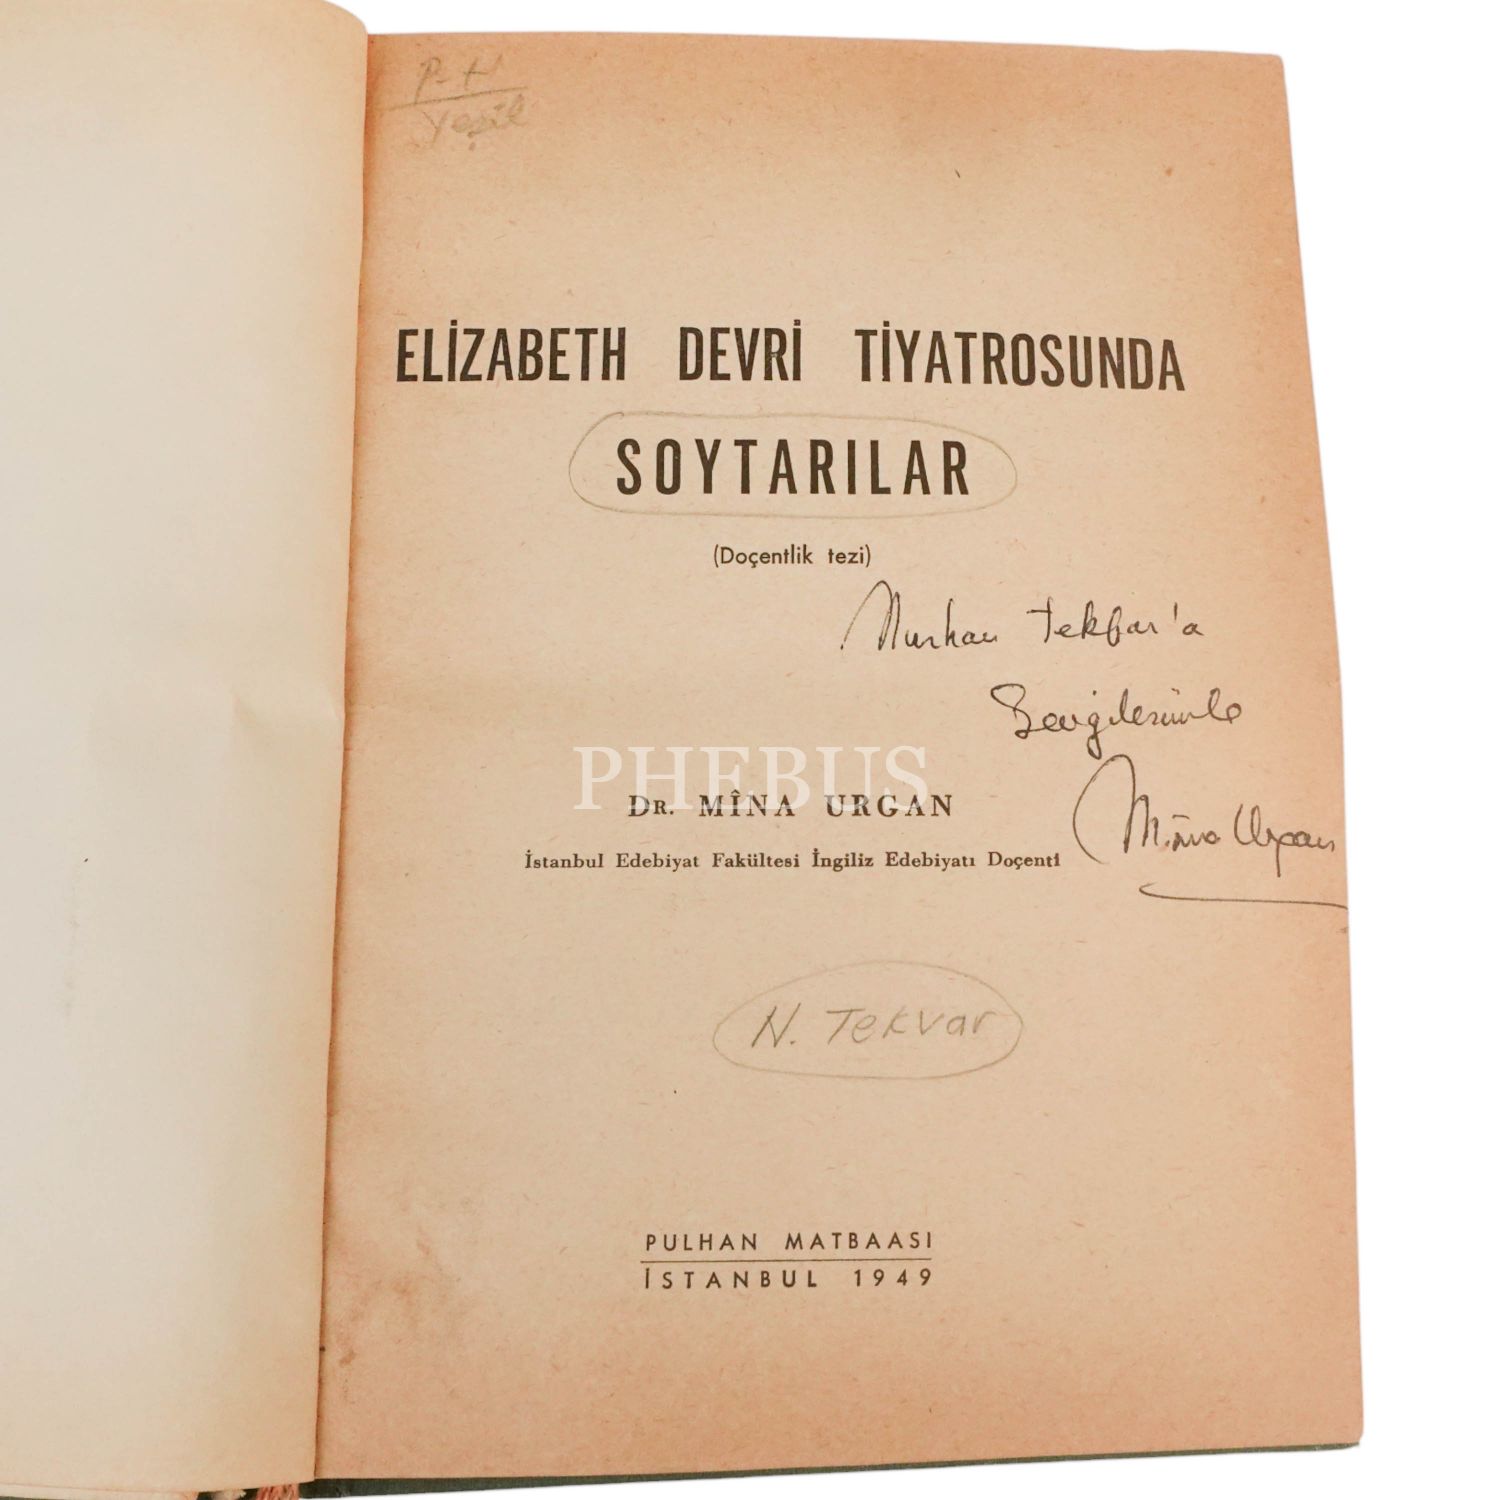 P-H
Yeşil
ELİZABETH DEVRİ TİYATROSUNDA
SOYTARILAR
(Doçentlik tezi)
Nurhan Tekfar'a
Sevgilerimle
PHEBUS
DR. MÎNA URGAN
Mîna Urgan
İstanbul Edebiyat Fakültesi İngiliz Edebiyatı Doçenti
N. Tekvar
PULHAN MATBAASI
İSTANBUL 1949